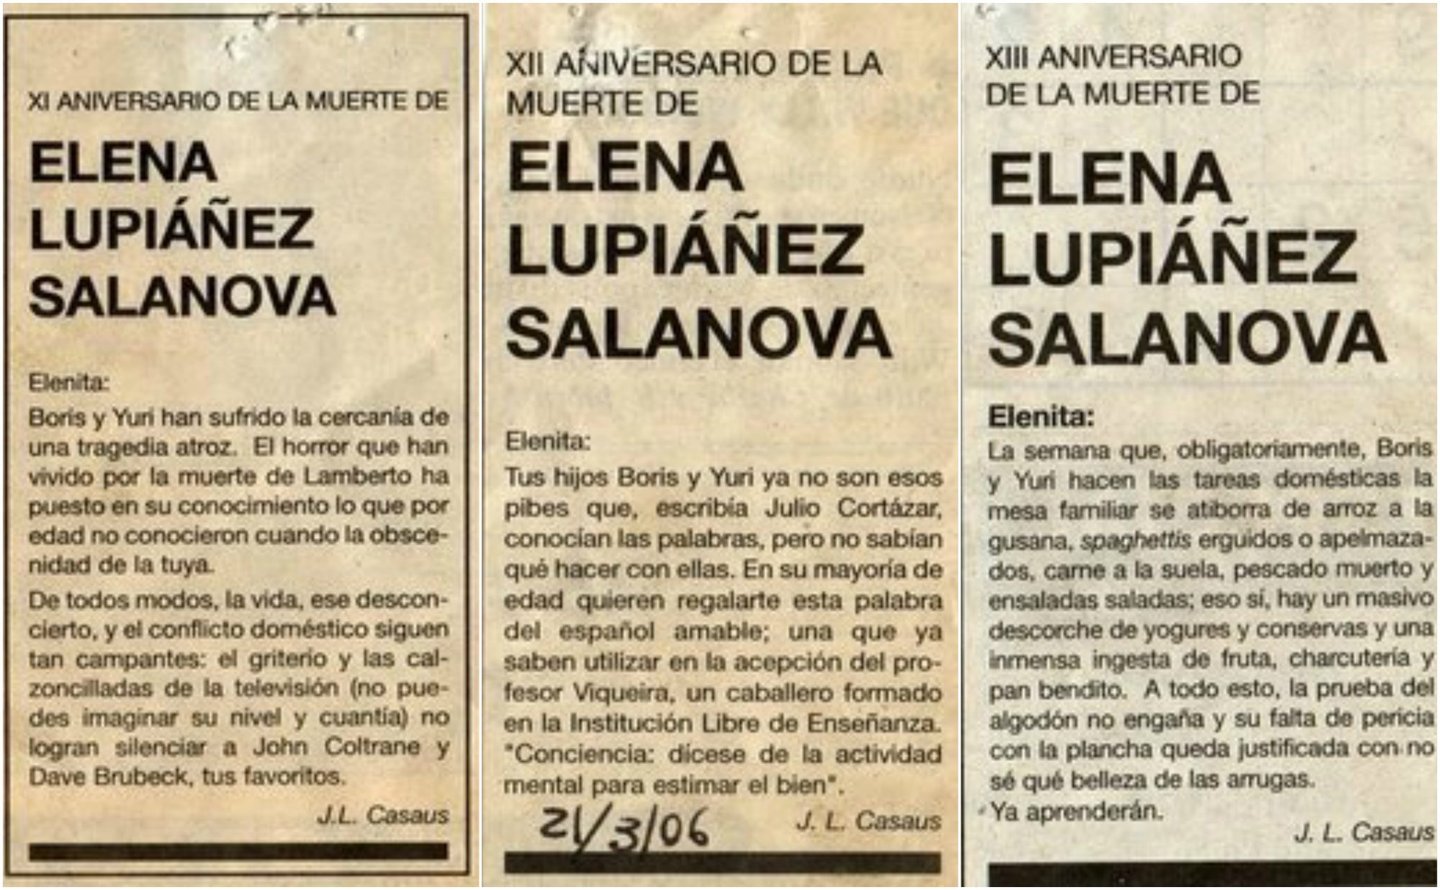 XI ANIVERSARIO DE LA MUERTE DE
ELENA
LUPIÁÑEZ
SALANOVA
Elenita:
Boris y Yuri han sufrido la cercanía de
una tragedia atroz. El horror que han
vivido por la muerte de Lamberto ha
puesto en su conocimiento lo que por
edad no conocieron cuando la obsce-
nidad de la tuya.
De todos modos, la vida, ese descon-
cierto, y el conflicto doméstico siguen
tan campantes: el griterío y las cal-
zoncilladas de la televisión (no pue-
des imaginar su nivel y cuantía) no
logran silenciar a John Coltrane y
Dave Brubeck, tus favoritos.
J.L. Casaus
XII ANIVERSARIO DE LA
MUERTE DE
ELENA
LUPIÁÑEZ
SALANOVA
Elenita:
Tus hijos Boris y Yuri ya no son esos
pibes que, escribía Julio Cortázar,
conocían las palabras, pero no sabían
qué hacer con ellas. En su mayoría de
edad quieren regalarte esta palabra
del español amable; una que ya
saben utilizar en la acepción del pro-
fesor Viqueira, un caballero formado
en la Institución Libre de Enseñanza.
"Conciencia: dícese de la actividad
mental para estimar el bien".
21/3/06
J. L. Casaus
XIII ANIVERSARIO
DE LA MUERTE DE
ELENA
LUPIÁÑEZ
SALANOVA
Elenita:
La semana que, obligatoriamente, Boris
y Yuri hacen las tareas domésticas la
mesa familiar se atiborra de arroz a la
gusana, spaghettis erguidos o apelmaza-
dos, carne a la suela, pescado muerto y
ensaladas saladas; eso sí, hay un masivo
descorche de yogures y conservas y una
inmensa ingesta de fruta, charcutería y
pan bendito. A todo esto, la prueba del
algodón no engaña y su falta de pericia
con la plancha queda justificada con no
sé qué belleza de las arrugas.
Ya aprenderán.
J. L. Casaus